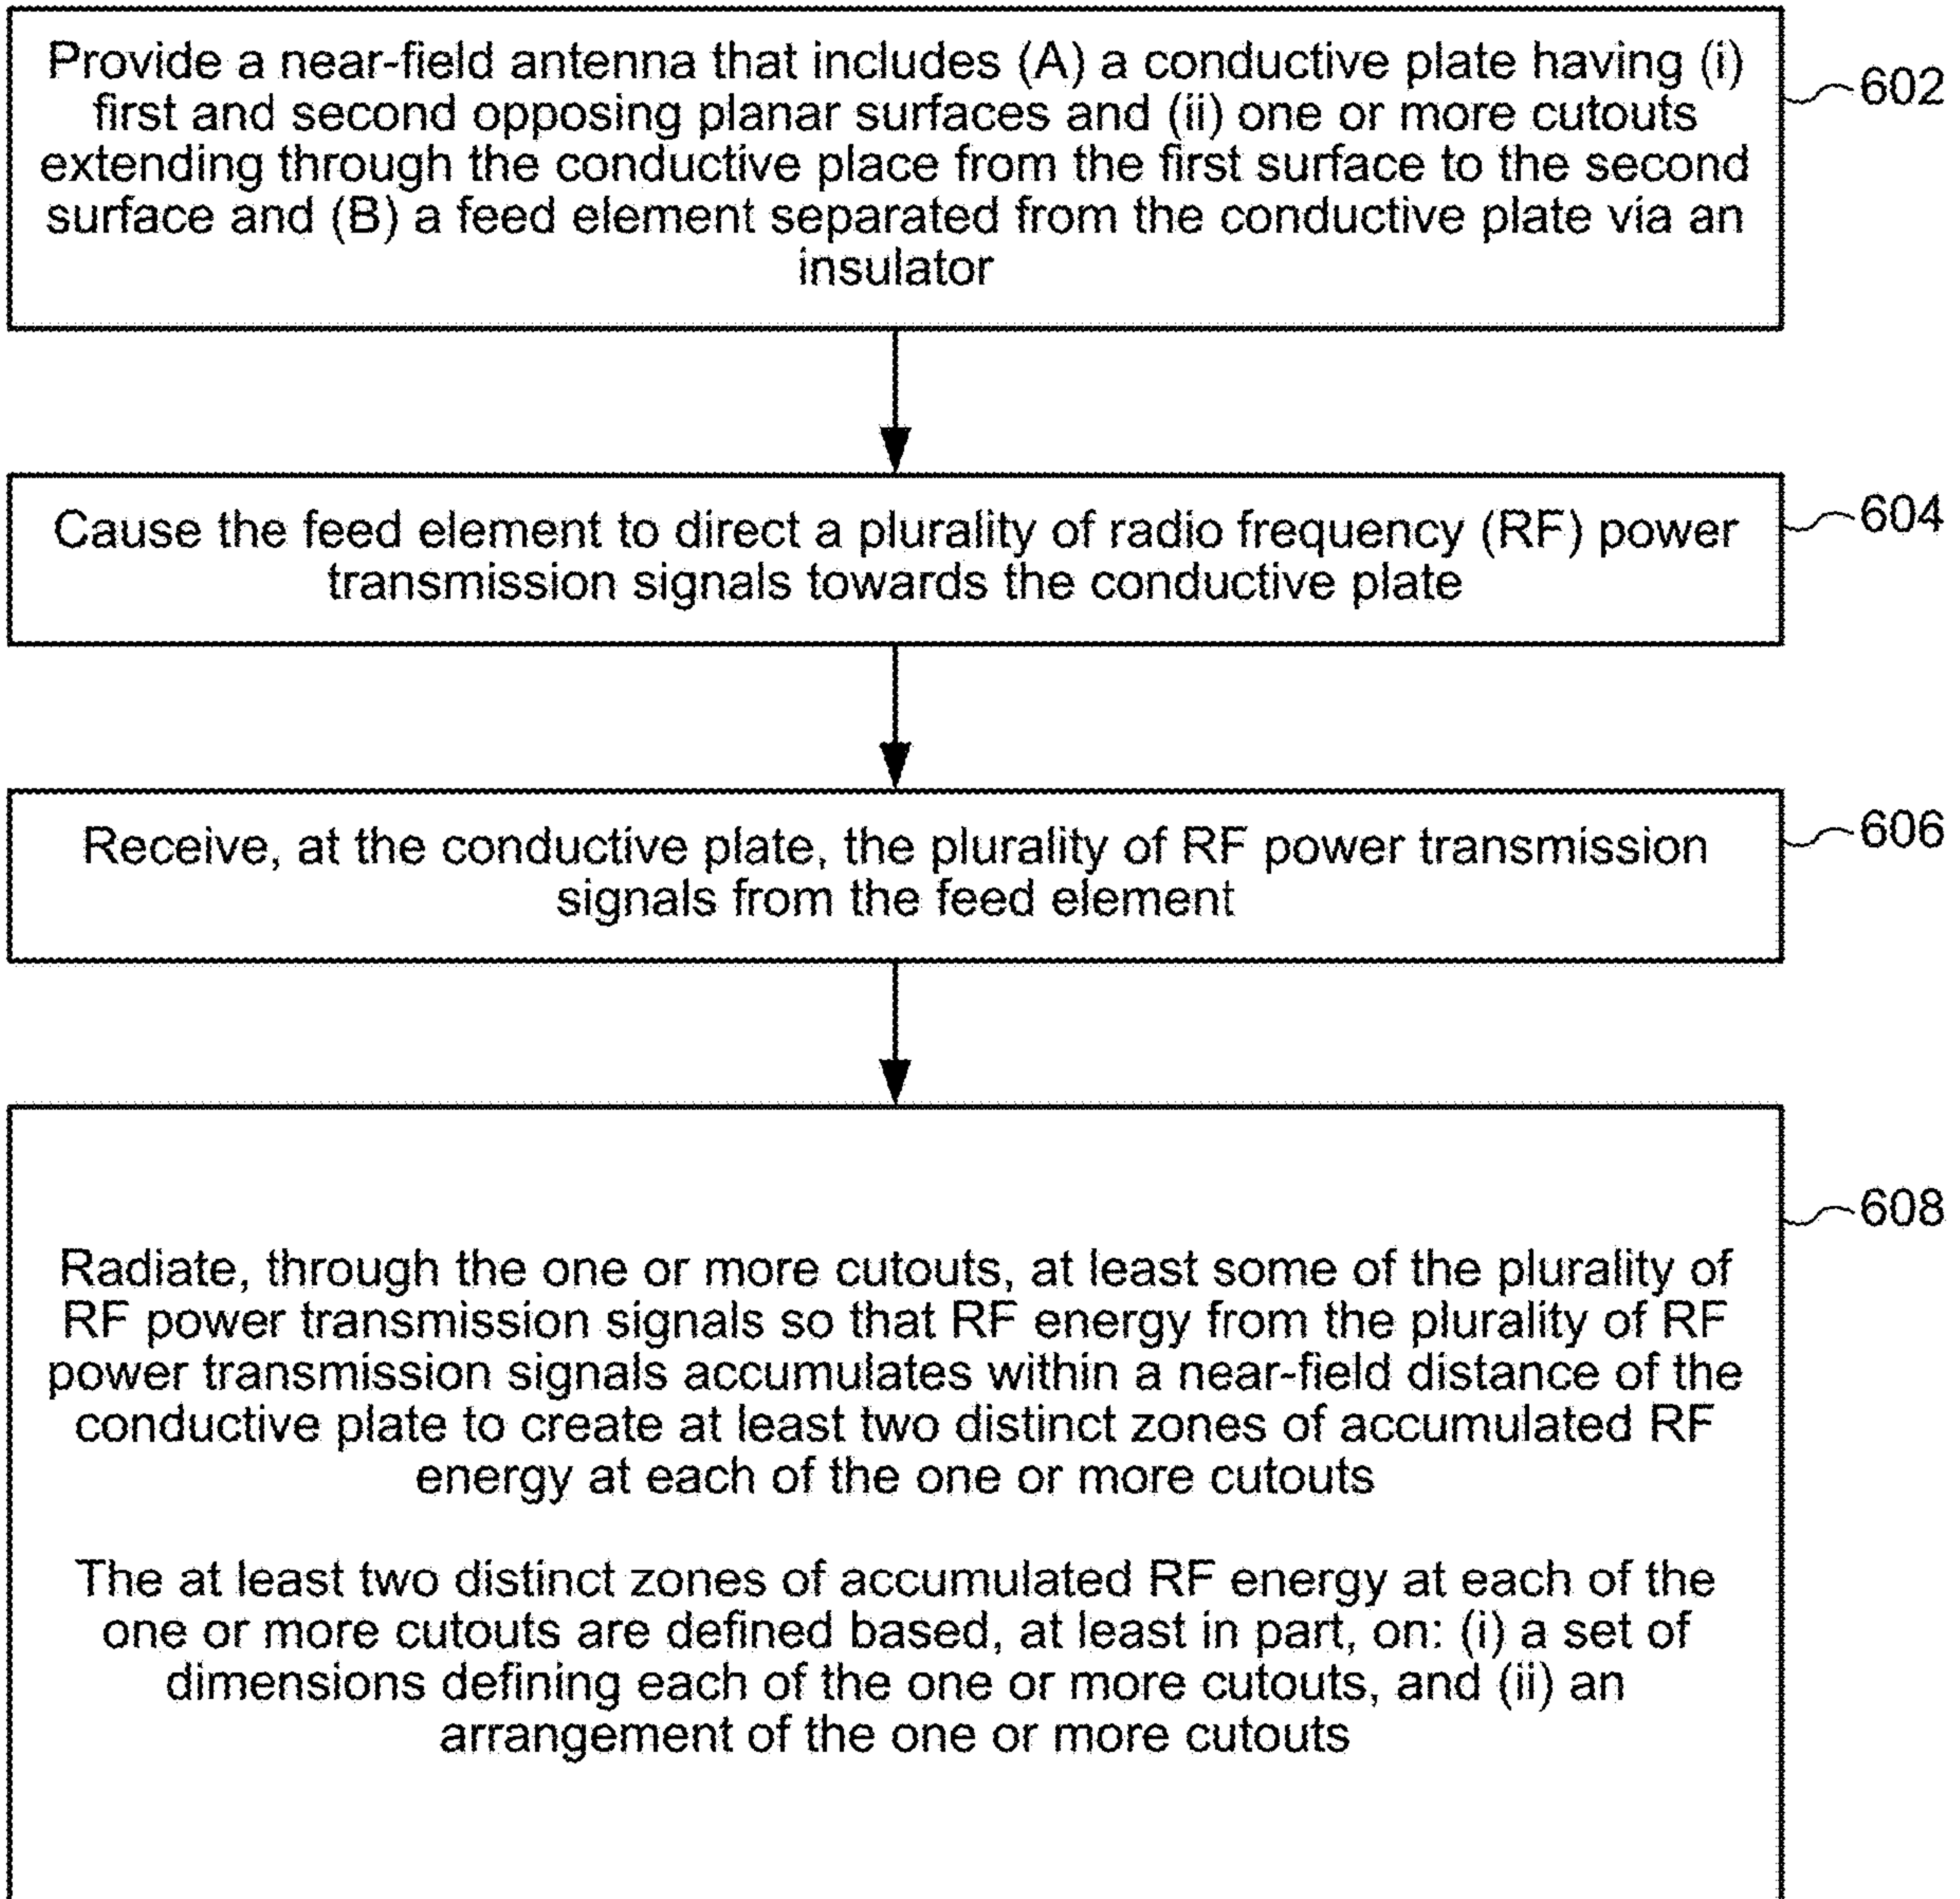 Provide a near-field antenna that includes (A) a conductive plate having (i)
first and second opposing planar surfaces and (ii) one or more cutouts
extending through the conductive place from the first surface to the second
surface and (B) a feed element separated from the conductive plate via an
insulator
602
Cause the feed element to direct a plurality of radio frequency (RF) power
transmission signals towards the conductive plate
604
Receive, at the conductive plate, the plurality of RF power transmission
signals from the feed element
606
Radiate, through the one or more cutouts, at least some of the plurality of
RF power transmission signals so that RF energy from the plurality of RF
power transmission signals accumulates within a near-field distance of the
conductive plate to create at least two distinct zones of accumulated RF
energy at each of the one or more cutouts
The at least two distinct zones of accumulated RF energy at each of the
one or more cutouts are defined based, at least in part, on: (i) a set of
dimensions defining each of the one or more cutouts, and (ii) an
arrangement of the one or more cutouts
608